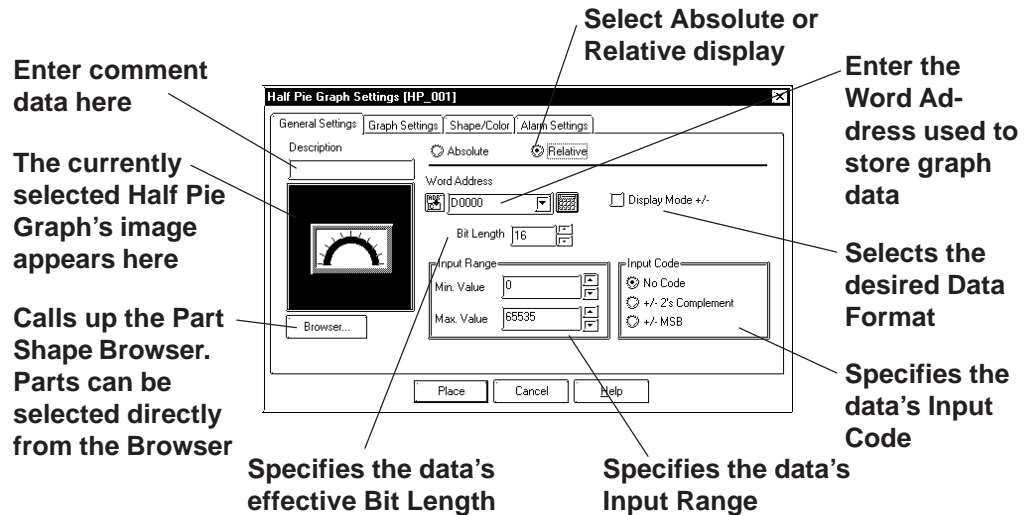 Select Absolute or
Relative display
Enter comment
data here
Enter the
Word Ad-
dress used to
store graph
data
The currently
selected Half Pie
Graph's image
appears here
Selects the
desired Data
Format
Calls up the Part
Shape Browser.
Parts can be
selected directly
from the Browser
Specifies the
data's Input
Code
Specifies the data's
effective Bit Length
Specifies the data's
Input Range
Half Pie Graph Settings [HP_001]
General Settings Graph Settings Shape/Color Alarm Settings
Description
Absolute Relative
Word Address
D0000
Display Mode +/-
Bit Length 16
Input Range
Min. Value 0
Max. Value 65535
Input Code
No Code
+/- 2's Complement
+/- MSB
Browser...
Place Cancel Help